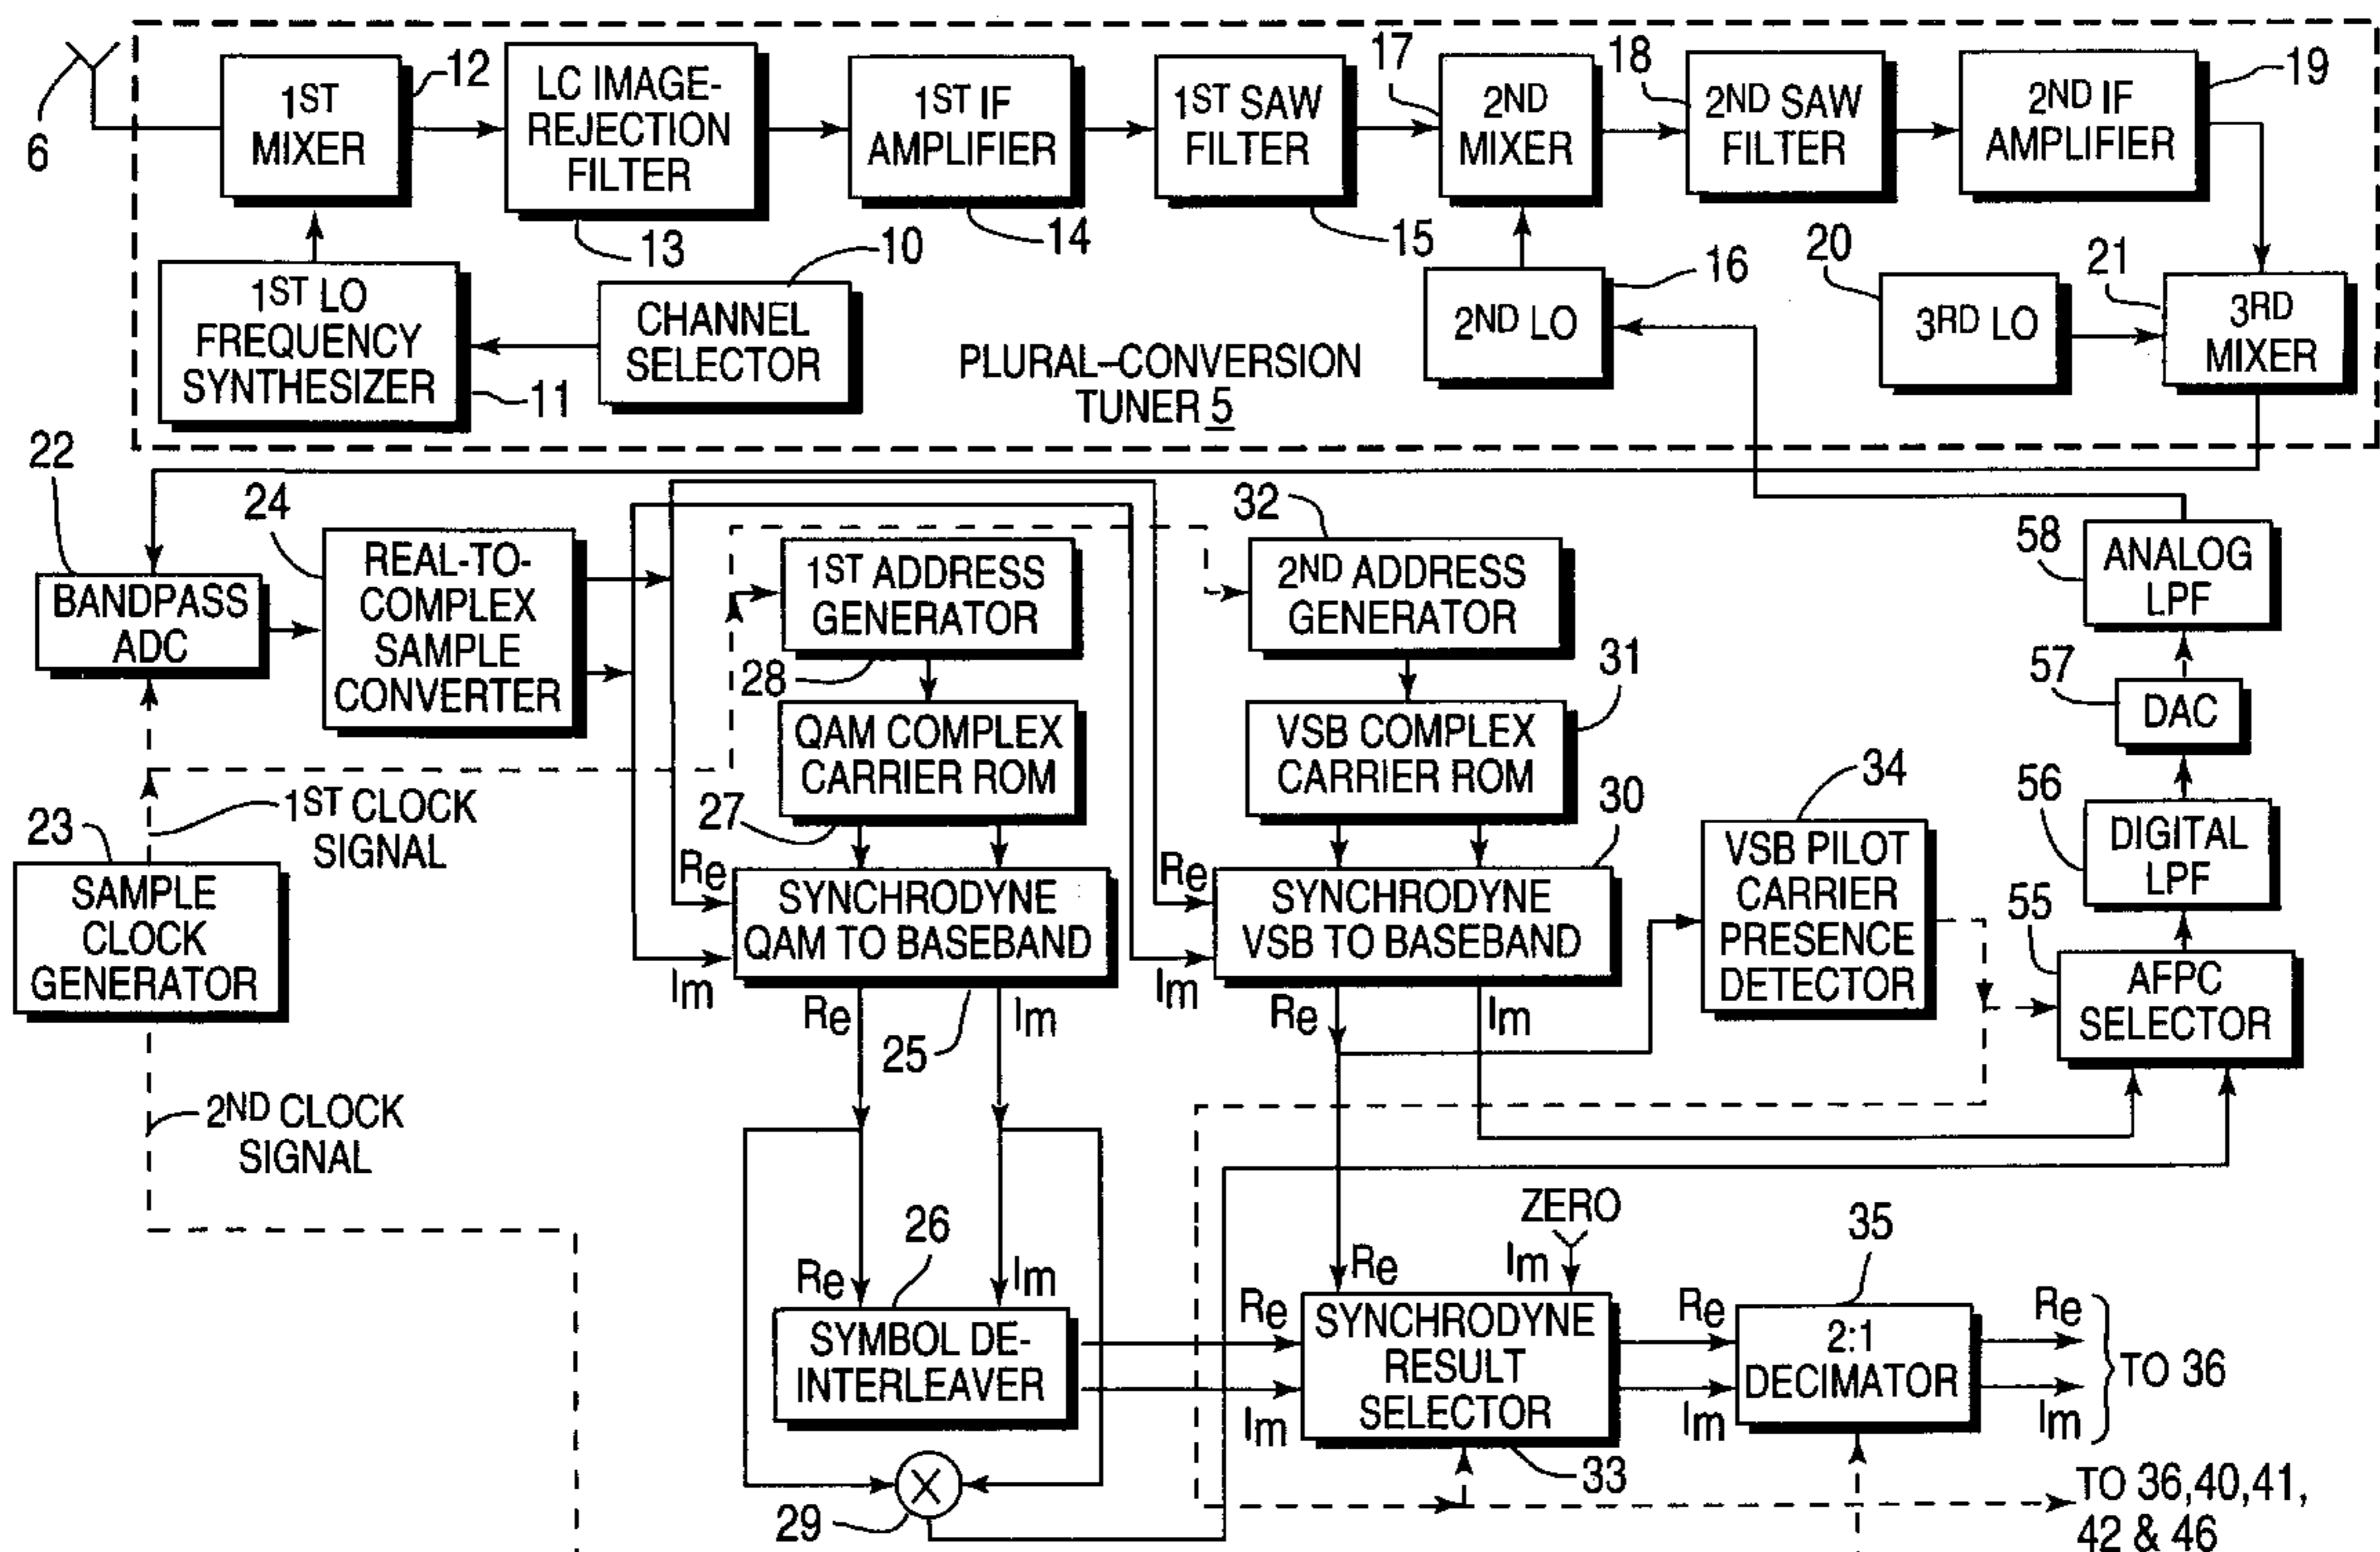 6
1ST
MIXER
12
LC IMAGE-
REJECTION
FILTER
13
1ST IF
AMPLIFIER
14
1ST SAW
FILTER
15
17
2ND
MIXER
18
2ND SAW
FILTER
2ND IF
AMPLIFIER
19
1ST LO
FREQUENCY
SYNTHESIZER
11
10
CHANNEL
SELECTOR
PLURAL–CONVERSION
TUNER 5
2ND LO
16
20
3RD LO
21
3RD
MIXER
22
BANDPASS
ADC
24
REAL-TO-
COMPLEX
SAMPLE
CONVERTER
1ST ADDRESS
GENERATOR
28
32
2ND ADDRESS
GENERATOR
58
ANALOG
LPF
QAM COMPLEX
CARRIER ROM
27
VSB COMPLEX
CARRIER ROM
31
57
DAC
23
1ST CLOCK
SIGNAL
SAMPLE
CLOCK
GENERATOR
Re
Im
SYNCHRODYNE
QAM TO BASEBAND
25
Re
Im
Re
Im
SYNCHRODYNE
VSB TO BASEBAND
30
Re
Im
34
VSB PILOT
CARRIER
PRESENCE
DETECTOR
56
DIGITAL
LPF
55
AFPC
SELECTOR
2ND CLOCK
SIGNAL
26
Re
Im
SYMBOL DE-
INTERLEAVER
29
X
ZERO
Re
Im
Re
Im
SYNCHRODYNE
RESULT
SELECTOR
33
Re
Im
35
2:1
DECIMATOR
Re
Im
TO 36
TO 36,40,41,
42 & 46